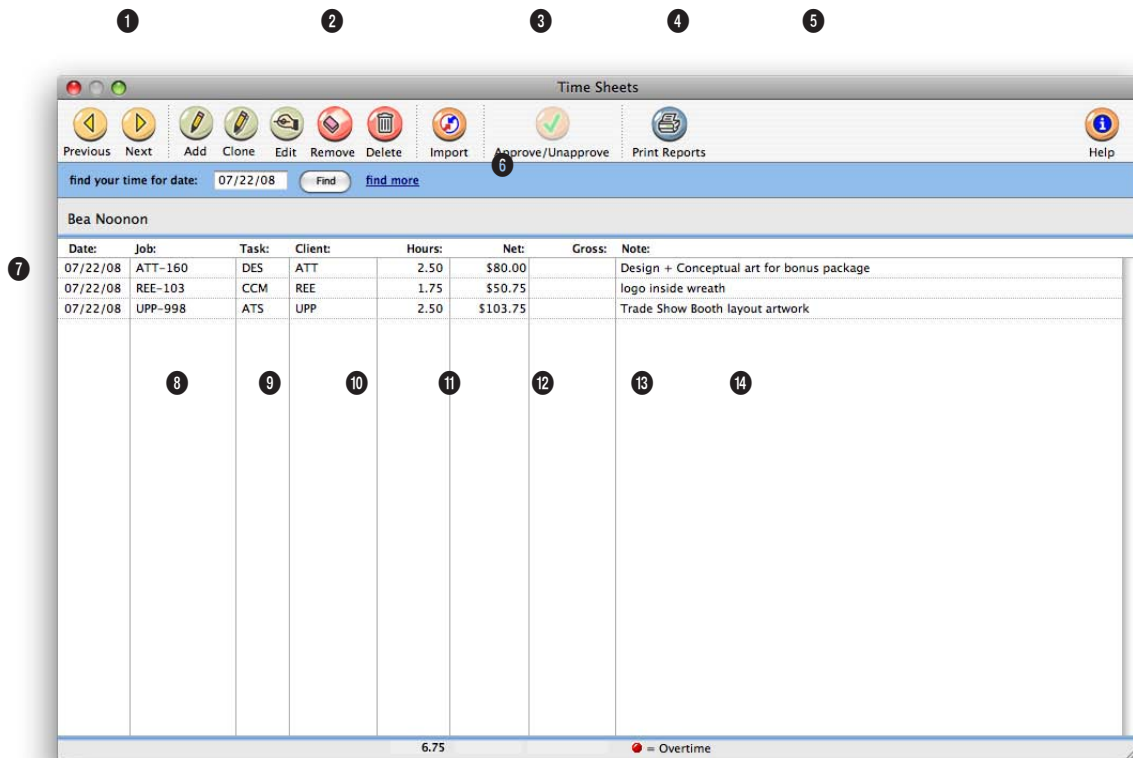 1 2 3 4 5
Time Sheets
Previous Next Add Clone Edit Remove Delete Import Approve/Unapprove Print Reports Help
6
find your time for date: 07/22/08 Find find more
Bea Noonon
Date: Job: Task: Client: Hours: Net: Gross: Note:
7
07/22/08 ATT-160 DES ATT 2.50 $80.00 Design + Conceptual art for bonus package
07/22/08 REE-103 CCM REE 1.75 $50.75 logo inside wreath
07/22/08 UPP-998 ATS UPP 2.50 $103.75 Trade Show Booth layout artwork
8 9 10 11 12 13 14
6.75 = Overtime